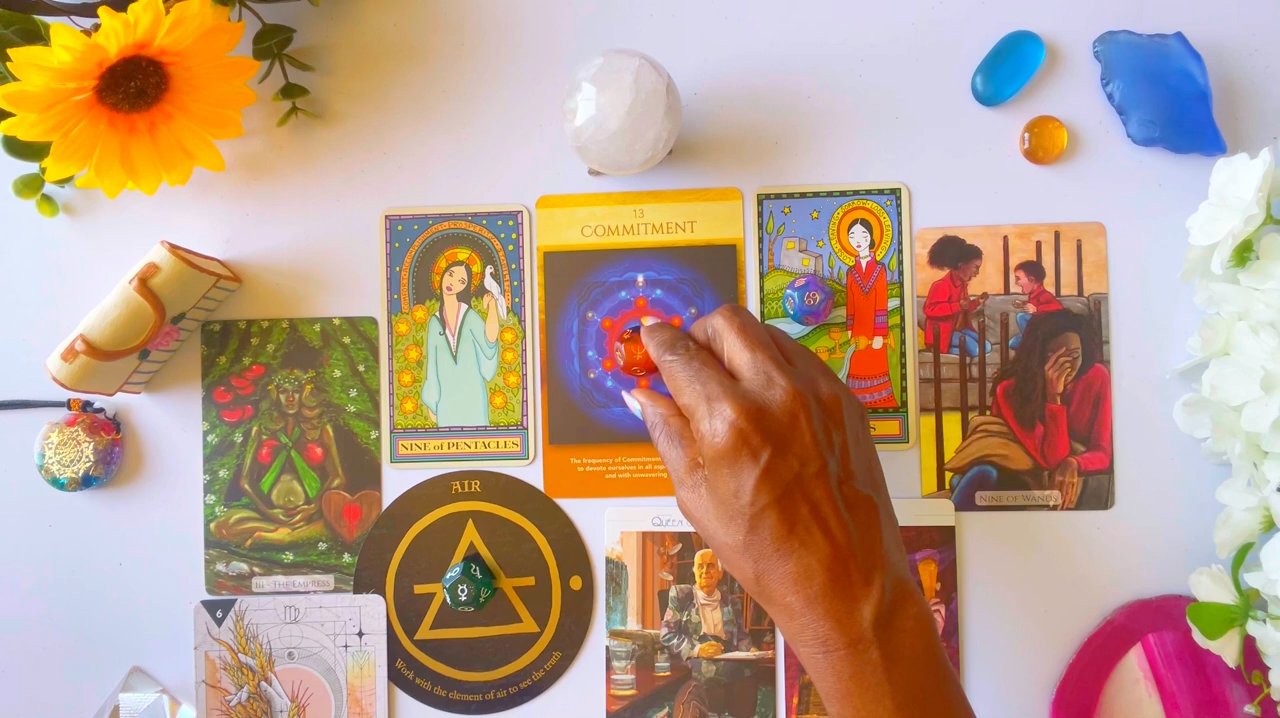 13
COMMITMENT
NINE of PENTACLES
The frequency of Commitment
to devote ourselves in all
and with unwavering
NINE OF WANDS
III - THE EMPRESS
AIR
Work with the element of air to see the truth
6
QUEEN